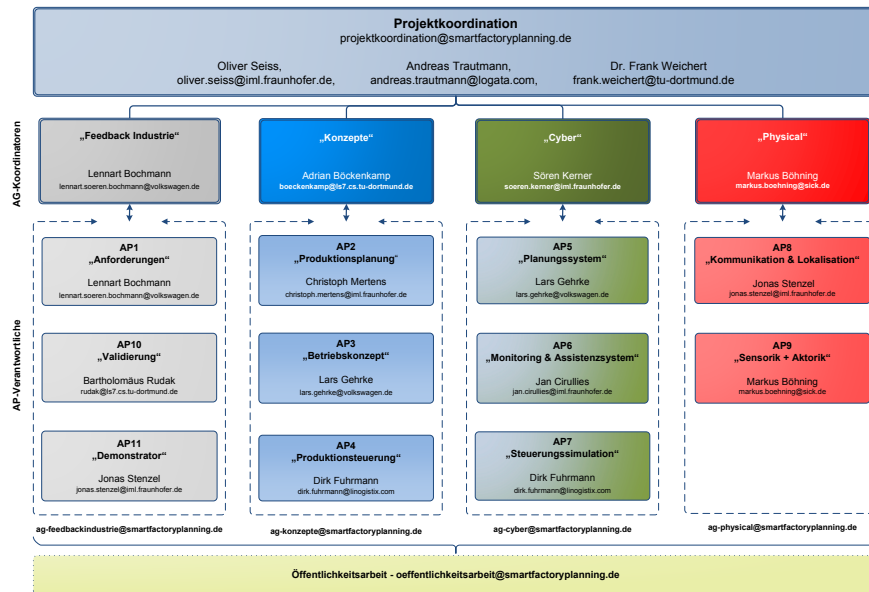 Projektkoordination
projektkoordination@smartfactoryplanning.de
Oliver Seiss,
oliver.seiss@iml.fraunhofer.de,
Andreas Trautmann,
andreas.trautmann@logata.com,
Dr. Frank Weichert
frank.weichert@tu-dortmund.de
AG-Koordinatoren
„Feedback Industrie“
Lennart Bochmann
lennart.soeren.bochmann@volkswagen.de
„Konzepte“
Adrian Böckenkamp
boeckenkamp@ls7.cs.tu-dortmund.de
„Cyber“
Sören Kerner
soeren.kerner@iml.fraunhofer.de
„Physical“
Markus Böhning
markus.boehning@sick.de
AP-Verantwortliche
AP1
„Anforderungen“
Lennart Bochmann
lennart.soeren.bochmann@volkswagen.de
AP10
„Validierung“
Bartholomäus Rudak
rudak@ls7.cs.tu-dortmund.de
AP11
„Demonstrator“
Jonas Stenzel
jonas.stenzel@iml.fraunhofer.de
ag-feedbackindustrie@smartfactoryplanning.de
AP2
„Produktionsplanung“
Christoph Mertens
christoph.mertens@iml.fraunhofer.de
AP3
„Betriebskonzept“
Lars Gehrke
lars.gehrke@volkswagen.de
AP4
„Produktionsteuerung“
Dirk Fuhrmann
dirk.fuhrmann@linogistix.com
ag-konzepte@smartfactoryplanning.de
AP5
„Planungssystem“
Lars Gehrke
lars.gehrke@volkswagen.de
AP6
„Monitoring & Assistenzsystem“
Jan Cirullies
jan.cirullies@iml.fraunhofer.de
AP7
„Steuerungssimulation“
Dirk Fuhrmann
dirk.fuhrmann@linogistix.com
ag-cyber@smartfactoryplanning.de
AP8
„Kommunikation & Lokalisation“
Jonas Stenzel
jonas.stenzel@iml.fraunhofer.de
AP9
„Sensorik + Aktorik“
Markus Böhning
markus.boehning@sick.de
ag-physical@smartfactoryplanning.de
Öffentlichkeitsarbeit - oeffentlichkeitsarbeit@smartfactoryplanning.de